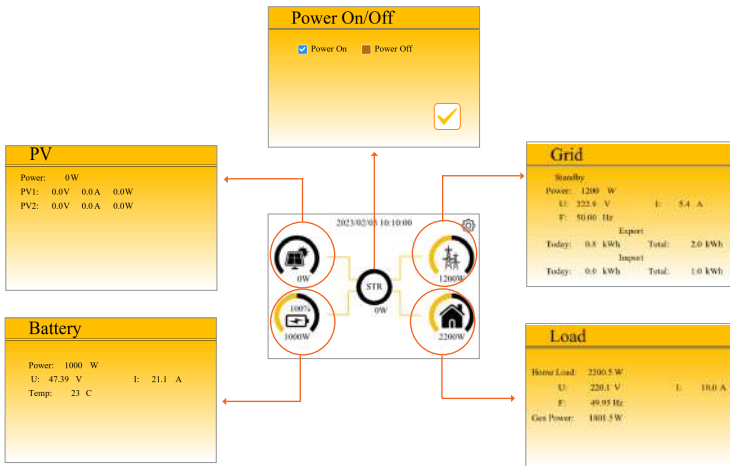 Power On/Off
Power On Power Off
PV
Power: 0W
PV1: 0.0V 0.0A 0.0W
PV2: 0.0V 0.0A 0.0W
Grid
Standby
Power: 1200 W
U: 222.9 V I: 5.4 A
F: 50.00 Hz
Export
Today: 0.8 kWh Total: 2.0 kWh
Import
Today: 0.0 kWh Total: 1.0 kWh
2023/02/03 10:10:00
0W
1200W
STR
0W
100%
1000W
2200W
Battery
Power: 1000 W
U: 47.39 V I: 21.1 A
Temp: 23 C
Load
Home Load: 2200.5 W
U: 220.1 V I: 10.0 A
F: 49.95 Hz
Gen Power: 1801.5 W